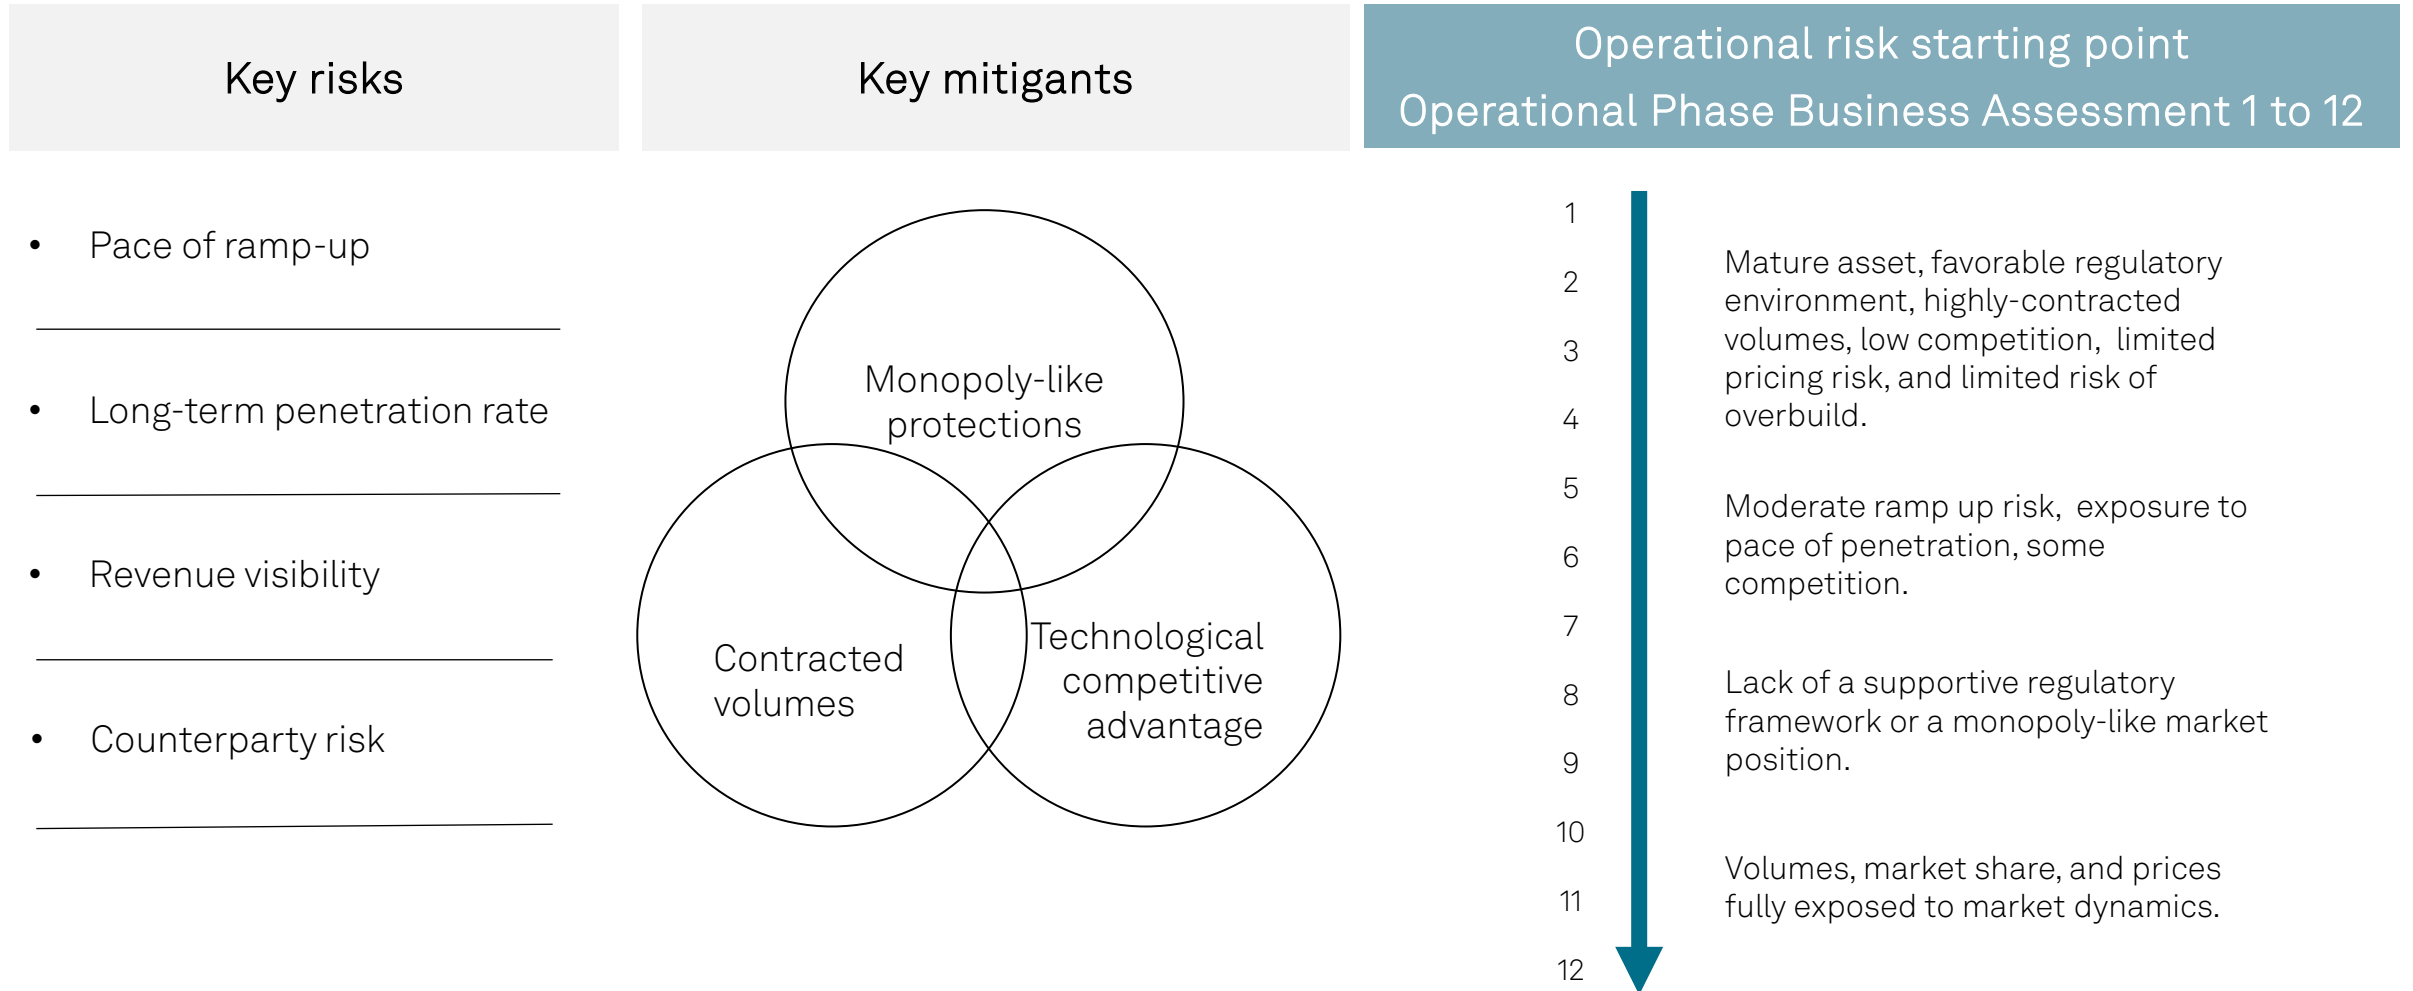 Key risks
Key mitigants
Operational risk starting point
Operational Phase Business Assessment 1 to 12
• Pace of ramp-up
• Long-term penetration rate
• Revenue visibility
• Counterparty risk
Monopoly-like
protections
Contracted
volumes
Technological
competitive
advantage
1
2
3
4
5
6
7
8
9
10
11
12
Mature asset, favorable regulatory
environment, highly-contracted
volumes, low competition,  limited
pricing risk, and limited risk of
overbuild.
Moderate ramp up risk,  exposure to
pace of penetration, some
competition.
Lack of a supportive regulatory
framework or a monopoly-like market
position.
Volumes, market share, and prices
fully exposed to market dynamics.